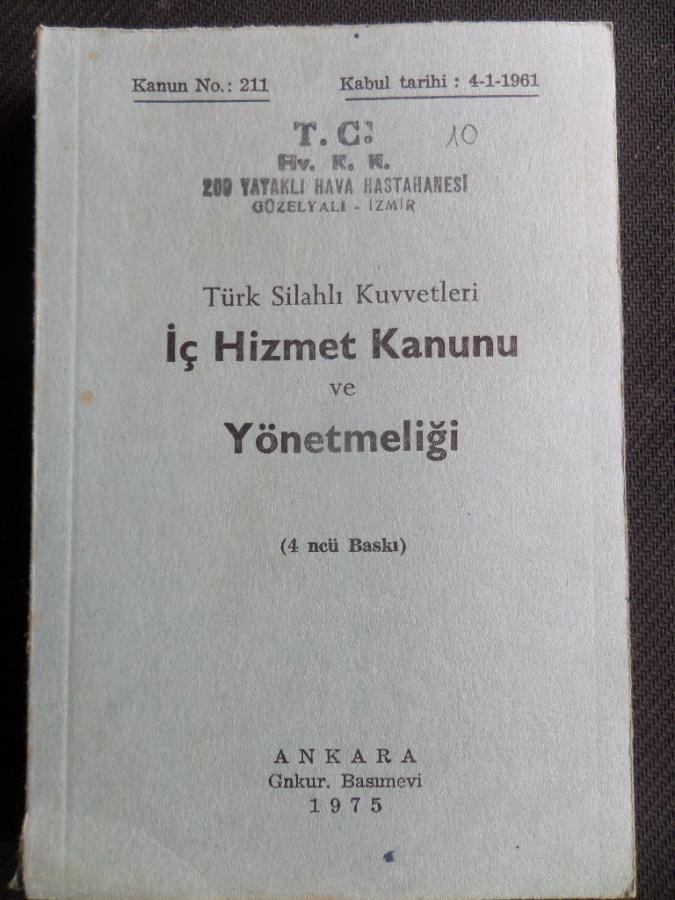 Kanun No.: 211
Kabul tarihi : 4-1-1961
T. C.
10
Hv. K. K.
200 YATAKLI HAVA HASTAHANESİ
GÜZELYALI - İZMİR
Türk Silahlı Kuvvetleri
İç Hizmet Kanunu
ve
Yönetmeliği
(4 ncü Baskı)
ANKARA
Gnkur. Basımevi
1975